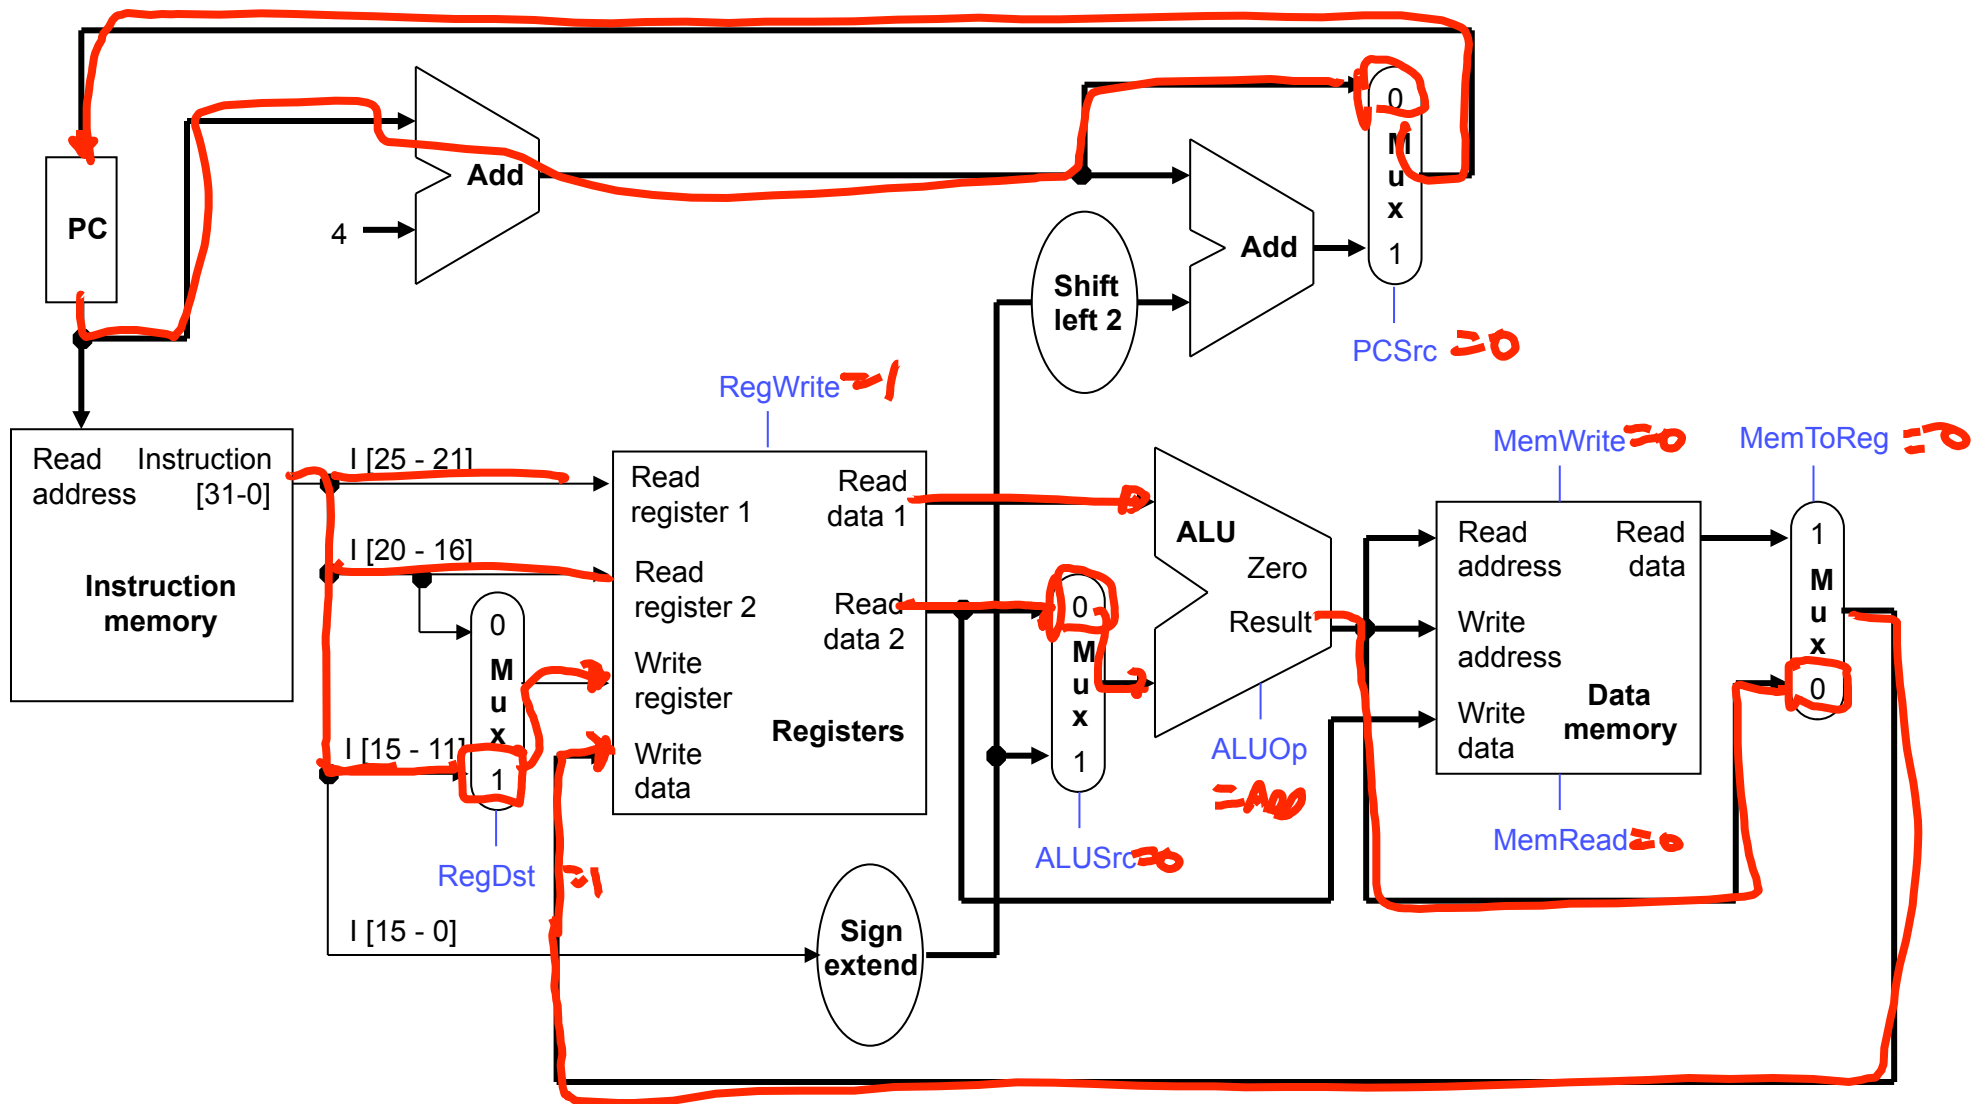 0
M
u
x
1
PCSrc =0
Add
4
PC
Add
Shift
left 2
RegWrite =1
Read
address
Instruction
[31-0]
Instruction
memory
I [25 - 21]
I [20 - 16]
I [15 - 11]
I [15 - 0]
0
M
u
x
1
RegDst =1
Read
register 1
Read
data 1
Read
register 2
Read
data 2
Write
register
Write
data
Registers
Sign
extend
0
M
u
x
1
ALUSrc =0
ALU
Zero
Result
ALUOp
=ADD
MemWrite =0
Read
address
Read
data
Write
address
Write
data
Data
memory
MemRead =0
MemToReg =0
1
M
u
x
0